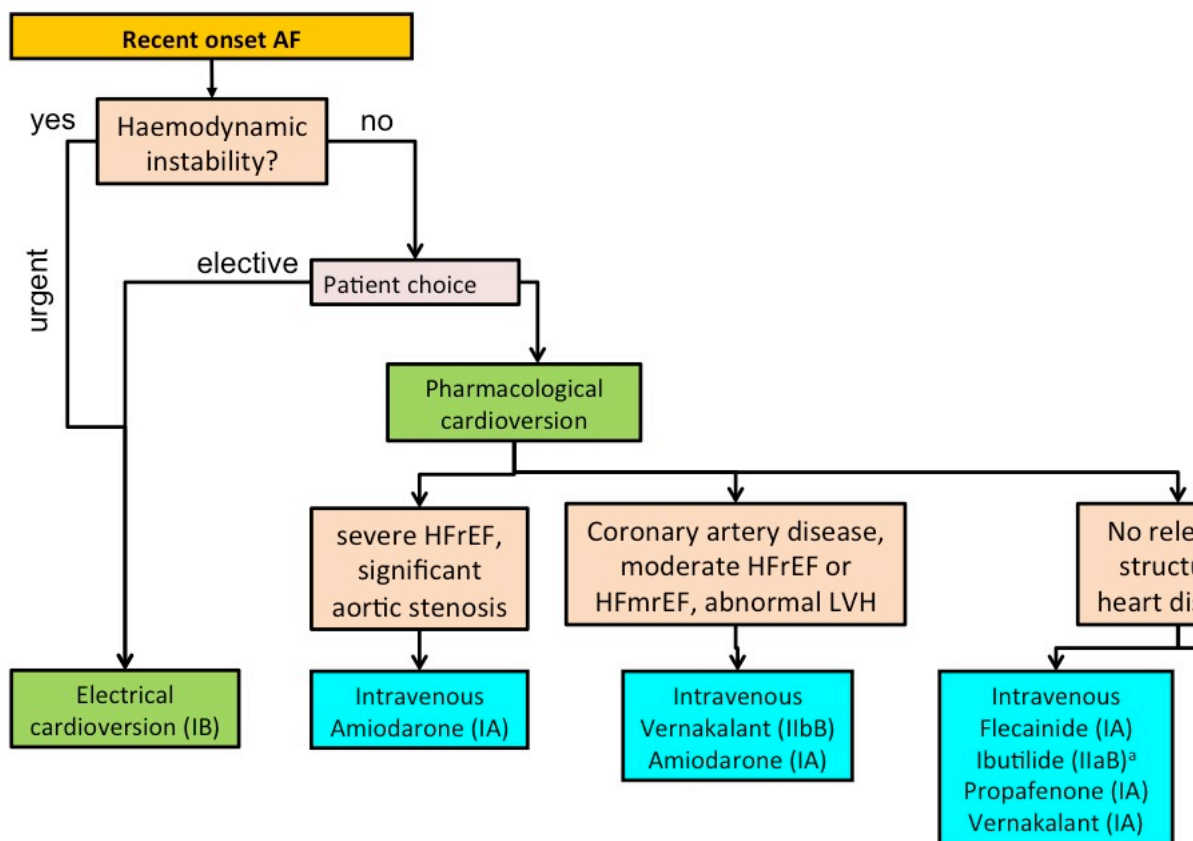 Recent onset AF
yes
Haemodynamic
instability?
no
urgent
elective
Patient choice
Pharmacological
cardioversion
severe HFrEF,
significant
aortic stenosis
Coronary artery disease,
moderate HFrEF or
HFmrEF, abnormal LVH
No
heart
Electrical
cardioversion (IB)
Intravenous
Amiodarone (IA)
Intravenous
Vernakalant (IIbB)
Amiodarone (IA)
Intravenous
Flecainide (IA)
Ibutilide (IIaB)ᵃ
Propafenone (IA)
Vernakalant (IA)